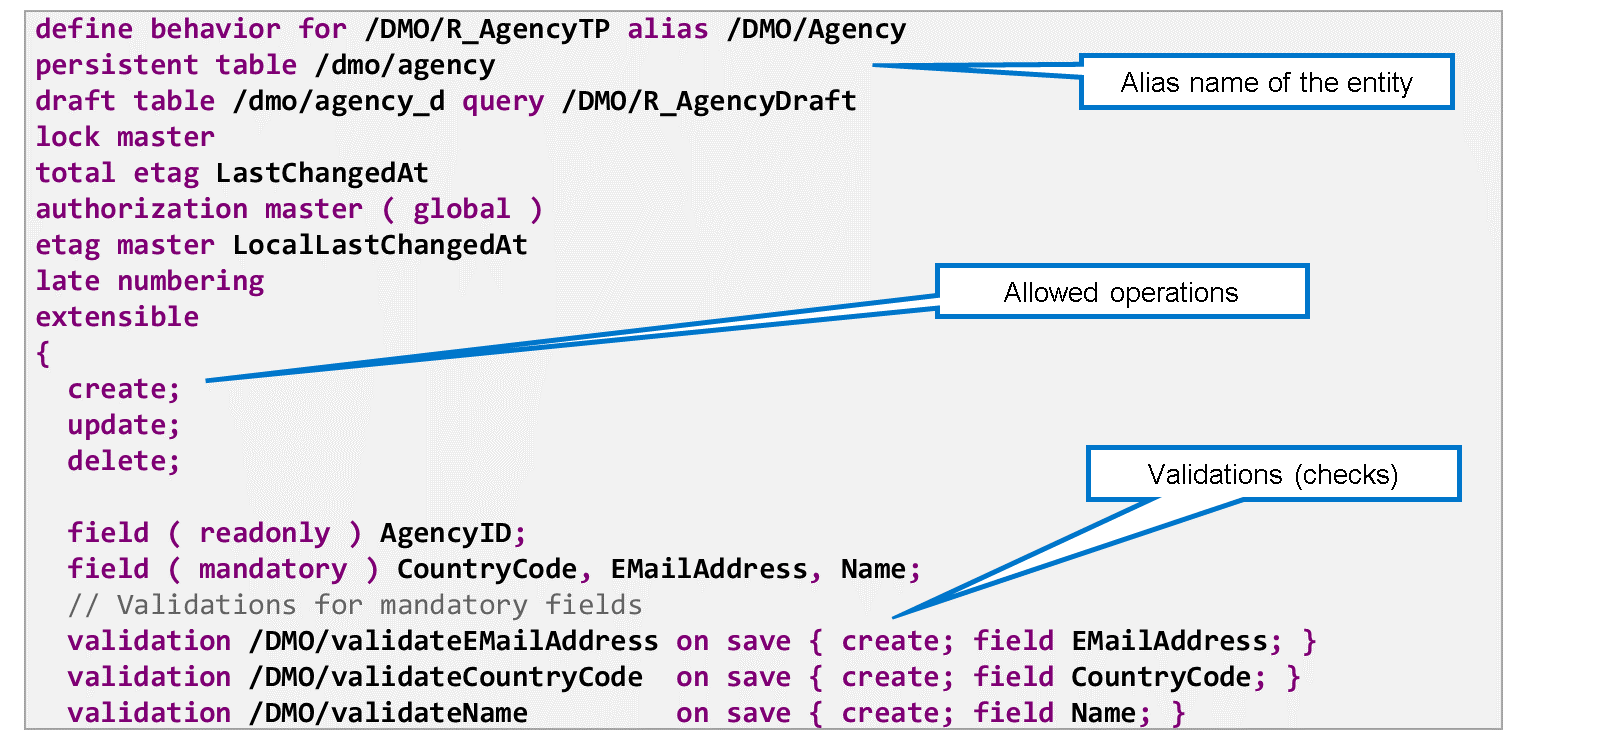 define behavior for /DMO/R_AgencyTP alias /DMO/Agency
persistent table /dmo/agency
Alias name of the entity
draft table /dmo/agency_d query /DMO/R_AgencyDraft
lock master
total etag LastChangedAt
authorization master ( global )
etag master LocalLastChangedAt
late numbering
Allowed operations
extensible
{
create;
update;
delete;
Validations (checks)
field ( readonly ) AgencyID;
field ( mandatory ) CountryCode, EMailAddress, Name;
// Validations for mandatory fields
validation /DMO/validateEMailAddress on save { create; field EMailAddress; }
validation /DMO/validateCountryCode  on save { create; field CountryCode; }
validation /DMO/validateName         on save { create; field Name; }